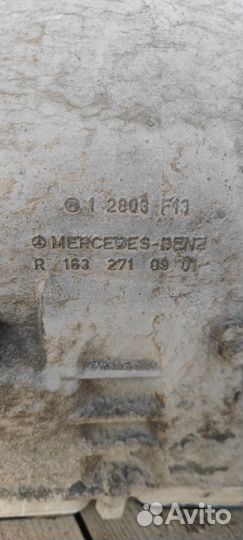 1 2803 F13
MERCEDES-BENZ
R 163 271 09 01
Avito